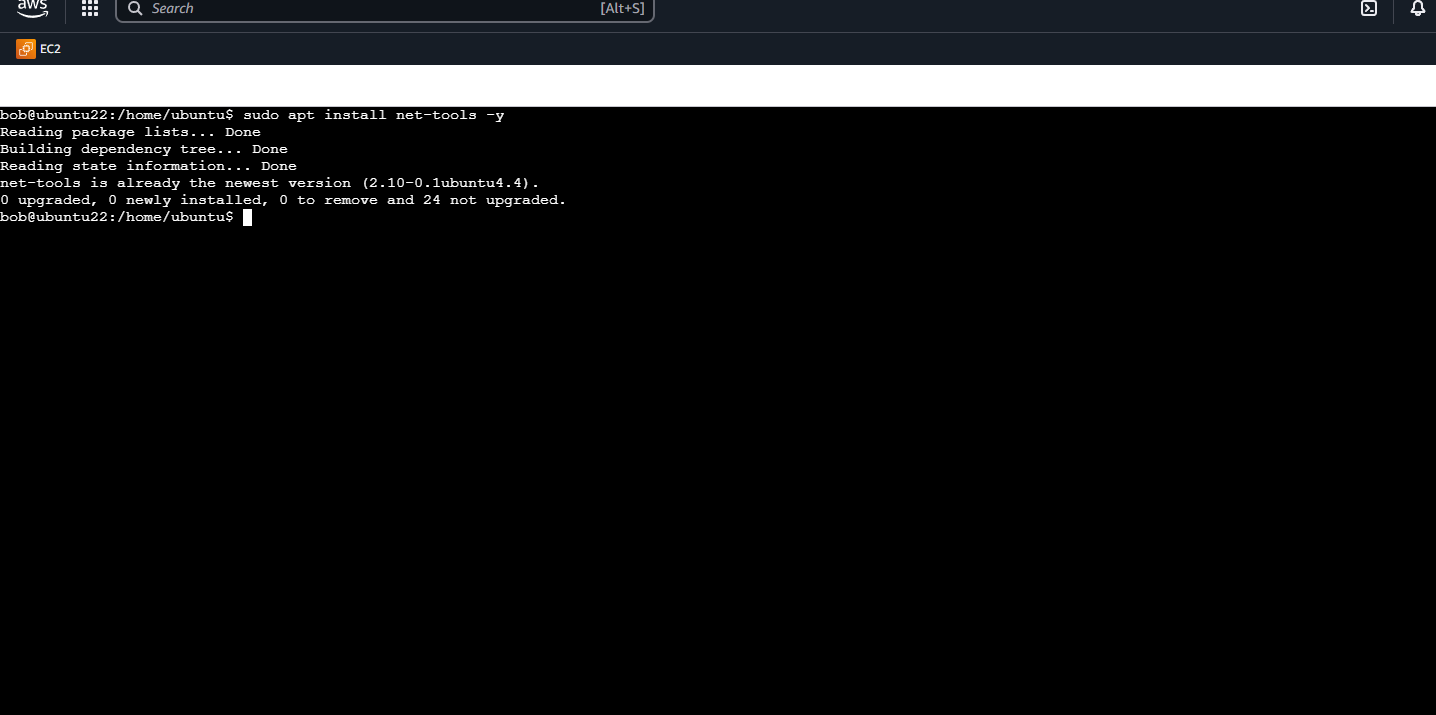 aws
Search [Alt+S]
EC2
bob@ubuntu22:/home/ubuntu$ sudo apt install net-tools -y
Reading package lists... Done
Building dependency tree... Done
Reading state information... Done
net-tools is already the newest version (2.10-0.1ubuntu4.4).
0 upgraded, 0 newly installed, 0 to remove and 24 not upgraded.
bob@ubuntu22:/home/ubuntu$